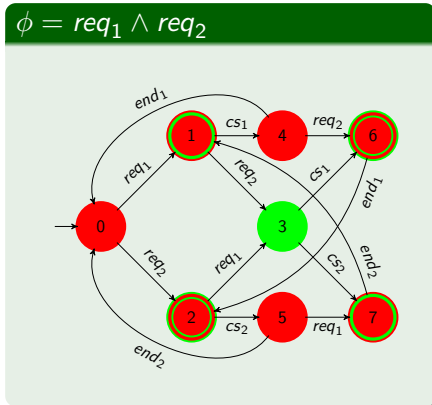 ϕ = req₁ ∧ req₂
end₁
1 cs₁ 4 req₂ 6
req₁ req₂ cs₁ end₁
0 3
req₂ req₁ cs₂ end₂
2 cs₂ 5 req₁ 7
end₂